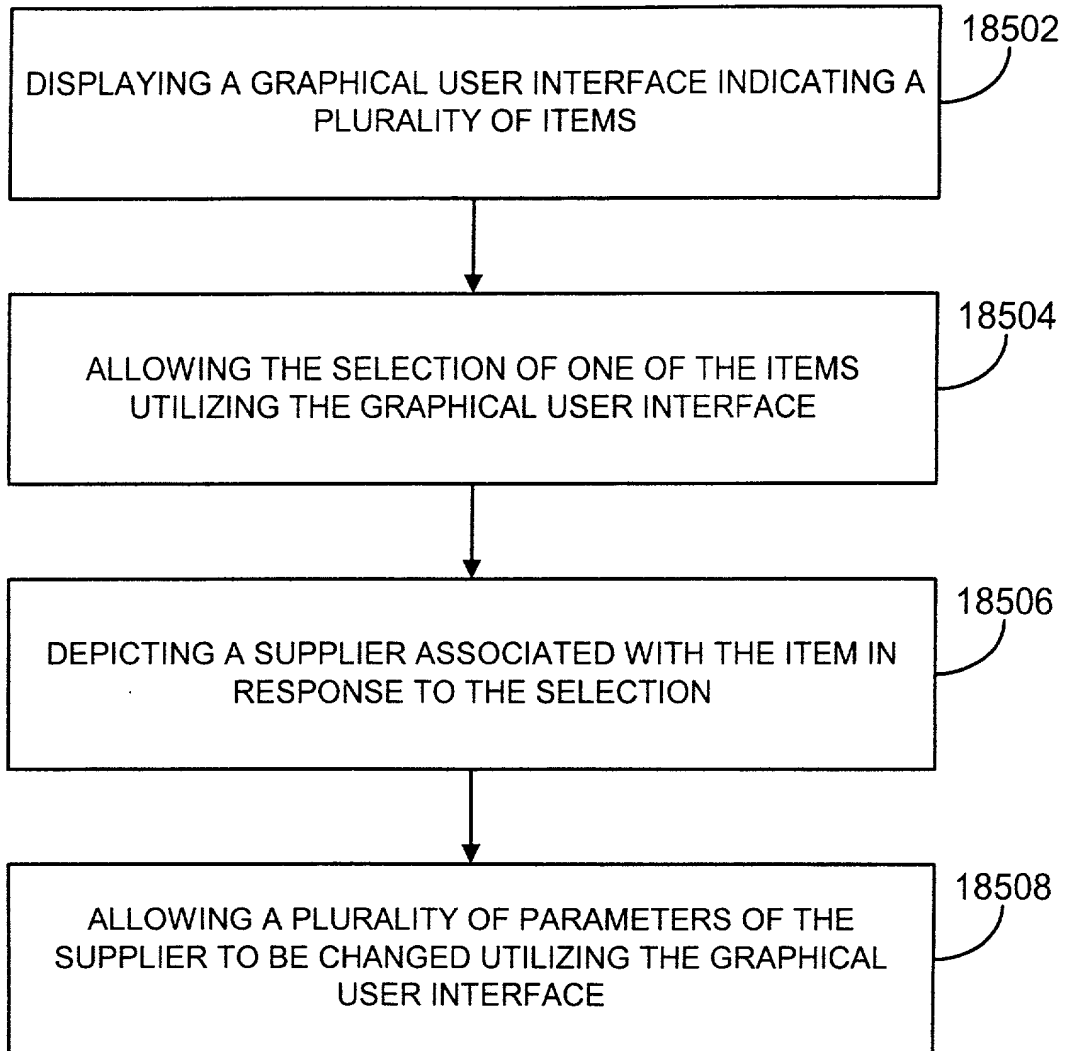 18502
DISPLAYING A GRAPHICAL USER INTERFACE INDICATING A
PLURALITY OF ITEMS
18504
ALLOWING THE SELECTION OF ONE OF THE ITEMS
UTILIZING THE GRAPHICAL USER INTERFACE
18506
DEPICTING A SUPPLIER ASSOCIATED WITH THE ITEM IN
RESPONSE TO THE SELECTION
18508
ALLOWING A PLURALITY OF PARAMETERS OF THE
SUPPLIER TO BE CHANGED UTILIZING THE GRAPHICAL
USER INTERFACE